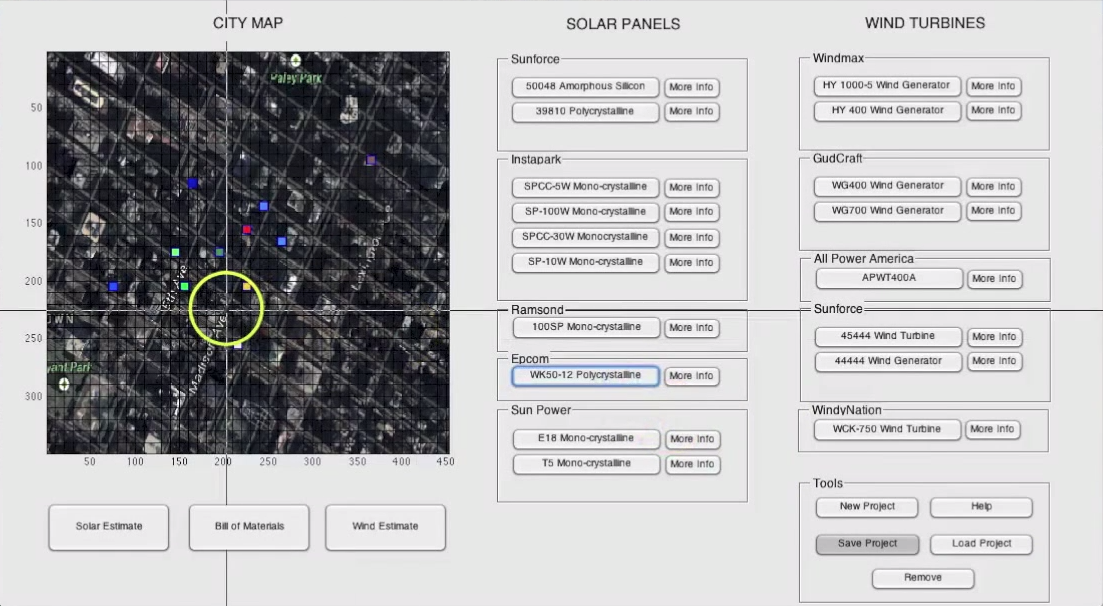 CITY MAP
SOLAR PANELS
WIND TURBINES
Paley Park
50
100
150
200
250
300
50
100
150
200
250
300
350
400
450
5th Ave
Madison Ave
Solar Estimate
Bill of Materials
Wind Estimate
Sunforce
50048 Amorphous Silicon
More Info
39810 Polycrystalline
More Info
Instapark
SPCC-5W Mono-crystalline
More Info
SP-100W Mono-crystalline
More Info
SPCC-30W Monocrystalline
More Info
SP-10W Mono-crystalline
More Info
Ramsond
100SP Mono-crystalline
More Info
Epcom
WK50-12 Polycrystalline
More Info
Sun Power
E18 Mono-crystalline
More Info
T5 Mono-crystalline
More Info
Windmax
HY 1000-5 Wind Generator
More Info
HY 400 Wind Generator
More Info
GudCraft
WG400 Wind Generator
More Info
WG700 Wind Generator
More Info
All Power America
APWT400A
More Info
Sunforce
45444 Wind Turbine
More Info
44444 Wind Generator
More Info
WindyNation
WCK-750 Wind Turbine
More Info
Tools
New Project
Help
Save Project
Load Project
Remove